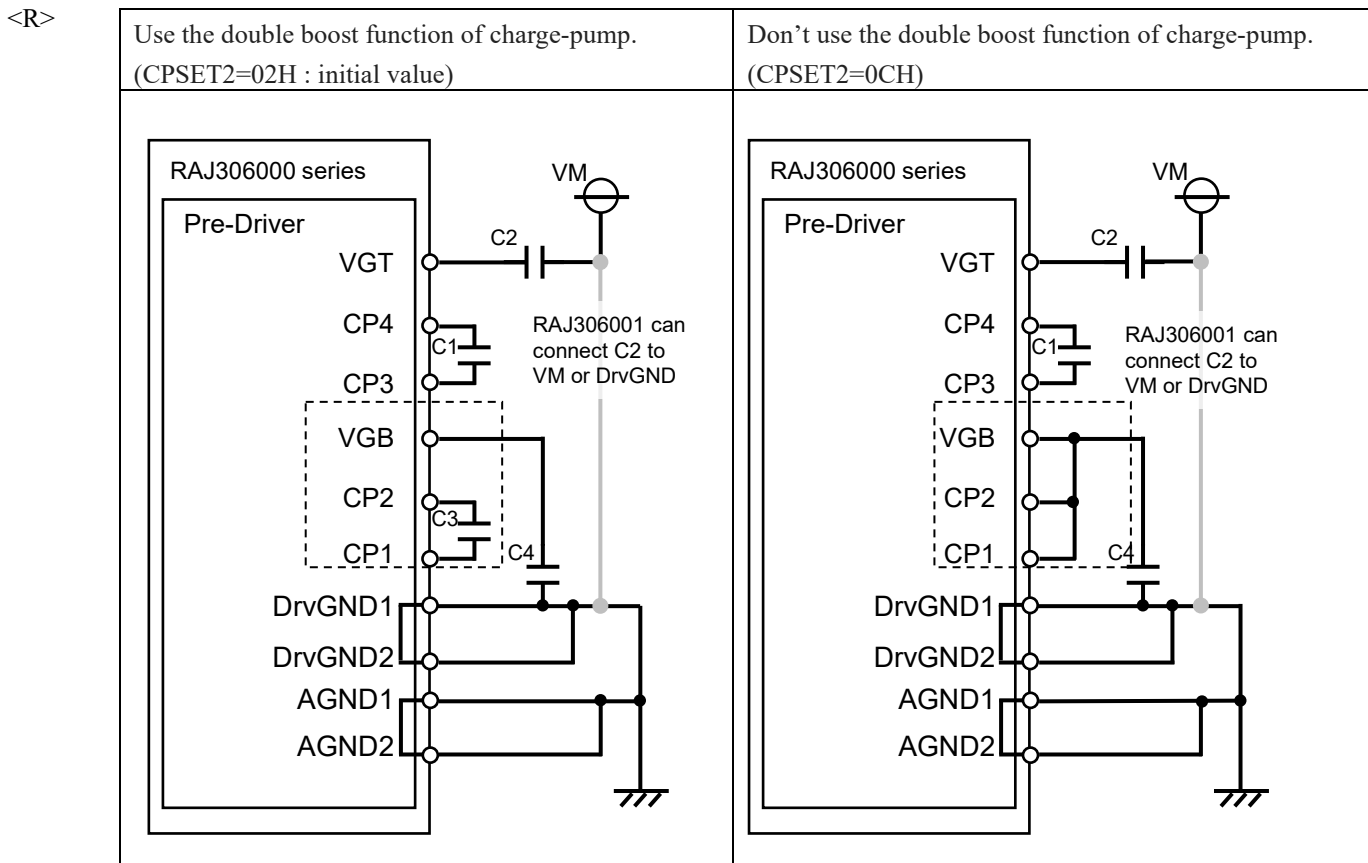 <R>
Use the double boost function of charge-pump.
(CPSET2=02H : initial value)
Don’t use the double boost function of charge-pump.
(CPSET2=0CH)
RAJ306000 series
VM
Pre-Driver
C2
VGT
CP4
C1
RAJ306001 can
connect C2 to
VM or DrvGND
CP3
VGB
CP2
C3
CP1
C4
DrvGND1
DrvGND2
AGND1
AGND2
RAJ306000 series
VM
Pre-Driver
C2
VGT
CP4
C1
RAJ306001 can
connect C2 to
VM or DrvGND
CP3
VGB
CP2
CP1
C4
DrvGND1
DrvGND2
AGND1
AGND2